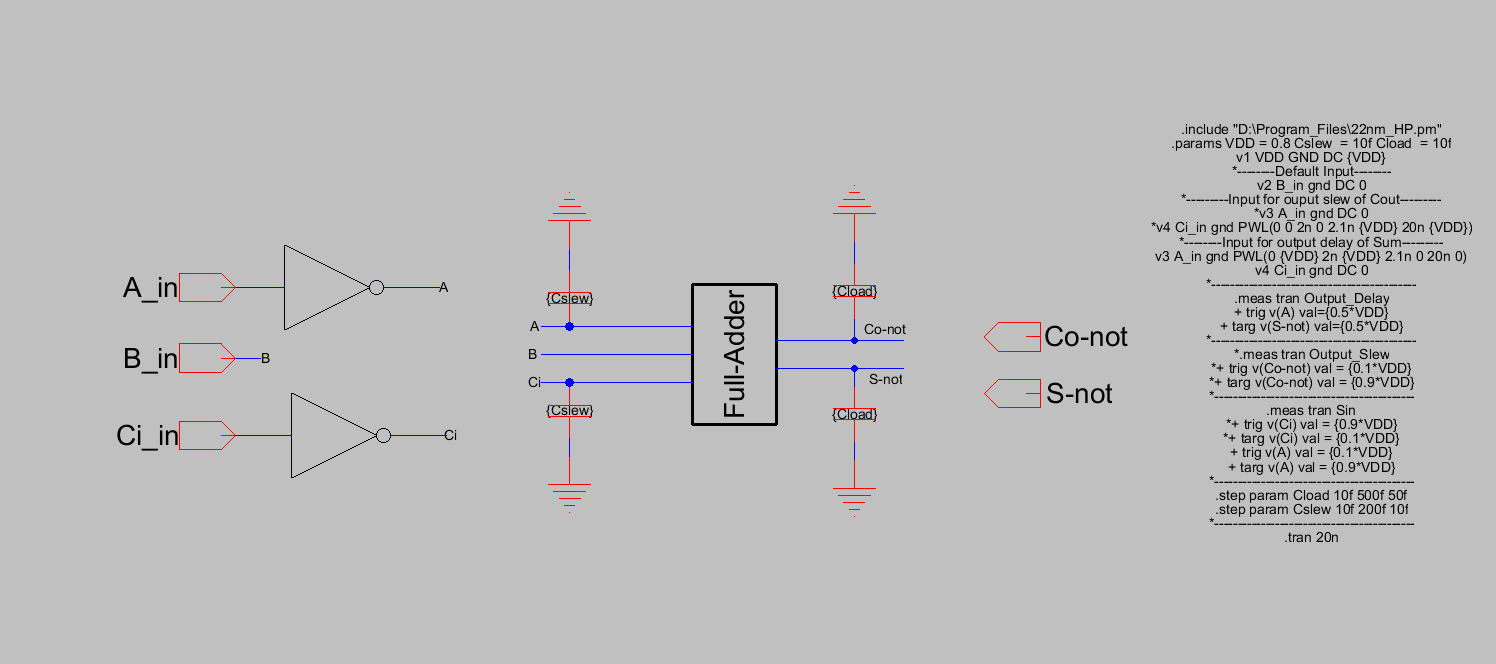 A_in
A
B_in
B
Ci_in
Ci
{Cslew}
A
B
Ci
{Cslew}
Full-Adder
{Cload}
Co-not
S-not
{Cload}
Co-not
S-not
.include "D:\Program_Files\22nm_HP.pm"
.params VDD = 0.8 Cslew  = 10f Cload  = 10f
v1 VDD GND DC {VDD}
*--------Default Input--------
v2 B_in gnd DC 0
*---------Input for ouput slew of Cout---------
*v3 A_in gnd DC 0
*v4 Ci_in gnd PWL(0 0 2n 0 2.1n {VDD} 20n {VDD})
*--------Input for output delay of Sum---------
v3 A_in gnd PWL(0 {VDD} 2n {VDD} 2.1n 0 20n 0)
v4 Ci_in gnd DC 0
*--------------------------------------------
.meas tran Output_Delay
+ trig v(A) val={0.5*VDD}
+ targ v(S-not) val={0.5*VDD}
*--------------------------------------------
*.meas tran Output_Slew
*+ trig v(Co-not) val = {0.1*VDD}
*+ targ v(Co-not) val = {0.9*VDD}
*-------------------------------------------
.meas tran Sin
*+ trig v(Ci) val = {0.9*VDD}
*+ targ v(Ci) val = {0.1*VDD}
+ trig v(A) val = {0.1*VDD}
+ targ v(A) val = {0.9*VDD}
*-------------------------------------------
.step param Cload 10f 500f 50f
.step param Cslew 10f 200f 10f
*-------------------------------------------
.tran 20n